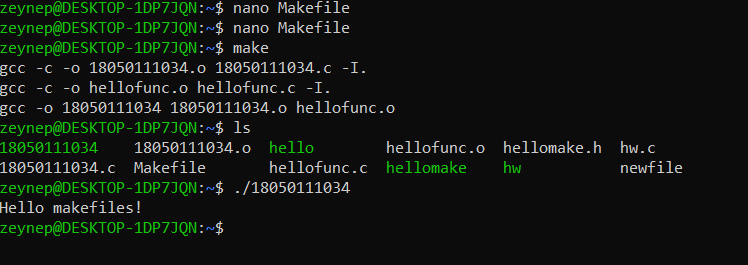 zeynep@DESKTOP-1DP7JQN:~$ nano Makefile
zeynep@DESKTOP-1DP7JQN:~$ nano Makefile
zeynep@DESKTOP-1DP7JQN:~$ make
gcc -c -o 18050111034.o 18050111034.c -I.
gcc -c -o hellofunc.o hellofunc.c -I.
gcc -o 18050111034 18050111034.o hellofunc.o
zeynep@DESKTOP-1DP7JQN:~$ ls
18050111034    18050111034.o  hello        hellofunc.o  hellomake.h  hw.c
18050111034.c  Makefile       hellofunc.c  hellomake    hw           newfile
zeynep@DESKTOP-1DP7JQN:~$ ./18050111034
Hello makefiles!
zeynep@DESKTOP-1DP7JQN:~$